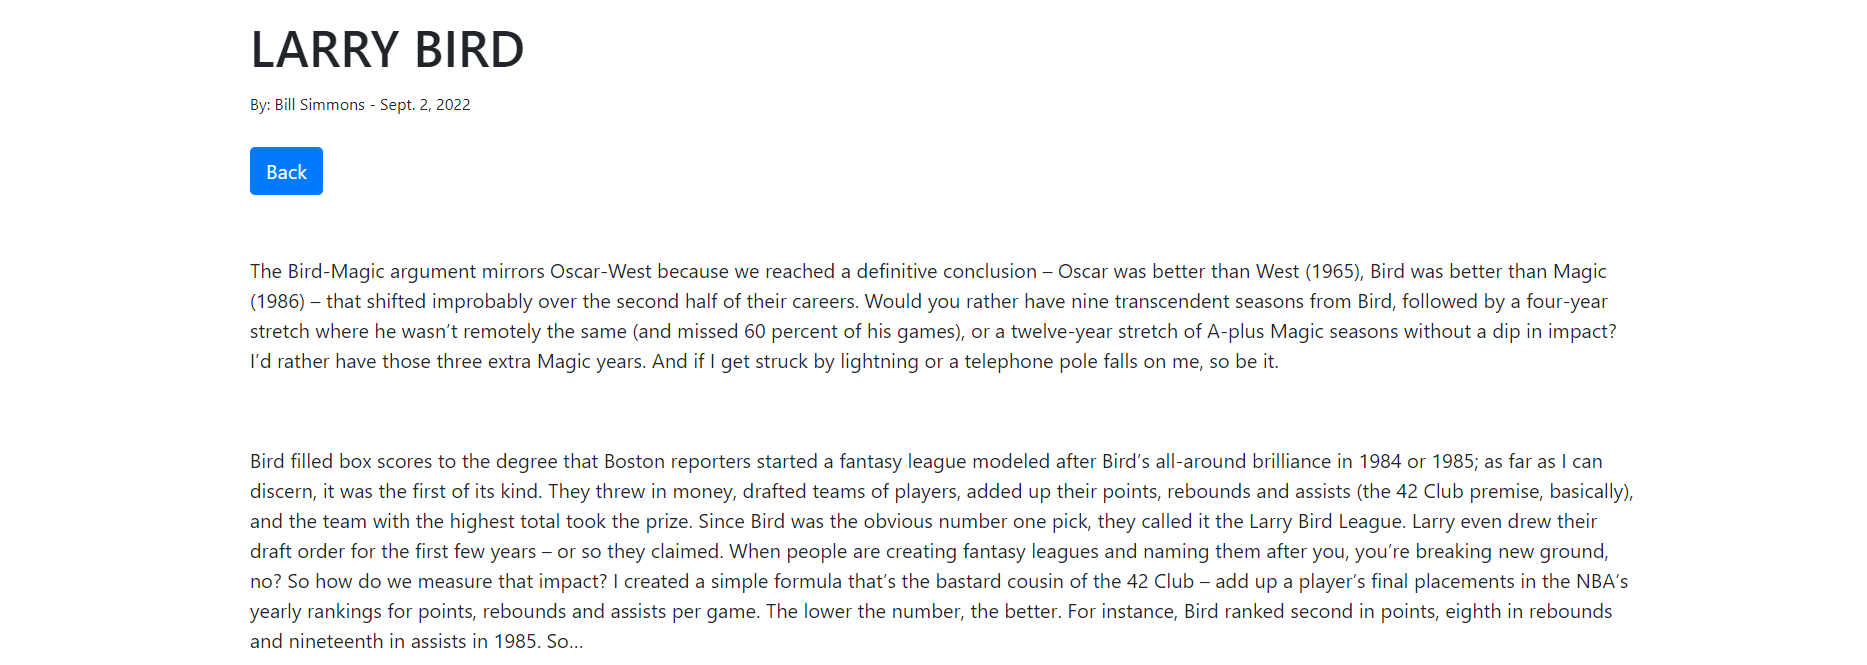 LARRY BIRD
By: Bill Simmons - Sept. 2, 2022
Back
The Bird-Magic argument mirrors Oscar-West because we reached a definitive conclusion – Oscar was better than West (1965), Bird was better than Magic
(1986) – that shifted improbably over the second half of their careers. Would you rather have nine transcendent seasons from Bird, followed by a four-year
stretch where he wasn’t remotely the same (and missed 60 percent of his games), or a twelve-year stretch of A-plus Magic seasons without a dip in impact?
I’d rather have those three extra Magic years. And if I get struck by lightning or a telephone pole falls on me, so be it.
Bird filled box scores to the degree that Boston reporters started a fantasy league modeled after Bird’s all-around brilliance in 1984 or 1985; as far as I can
discern, it was the first of its kind. They threw in money, drafted teams of players, added up their points, rebounds and assists (the 42 Club premise, basically),
and the team with the highest total took the prize. Since Bird was the obvious number one pick, they called it the Larry Bird League. Larry even drew their
draft order for the first few years – or so they claimed. When people are creating fantasy leagues and naming them after you, you’re breaking new ground,
no? So how do we measure that impact? I created a simple formula that’s the bastard cousin of the 42 Club – add up a player’s final placements in the NBA’s
yearly rankings for points, rebounds and assists per game. The lower the number, the better. For instance, Bird ranked second in points, eighth in rebounds
and nineteenth in assists in 1985. So…